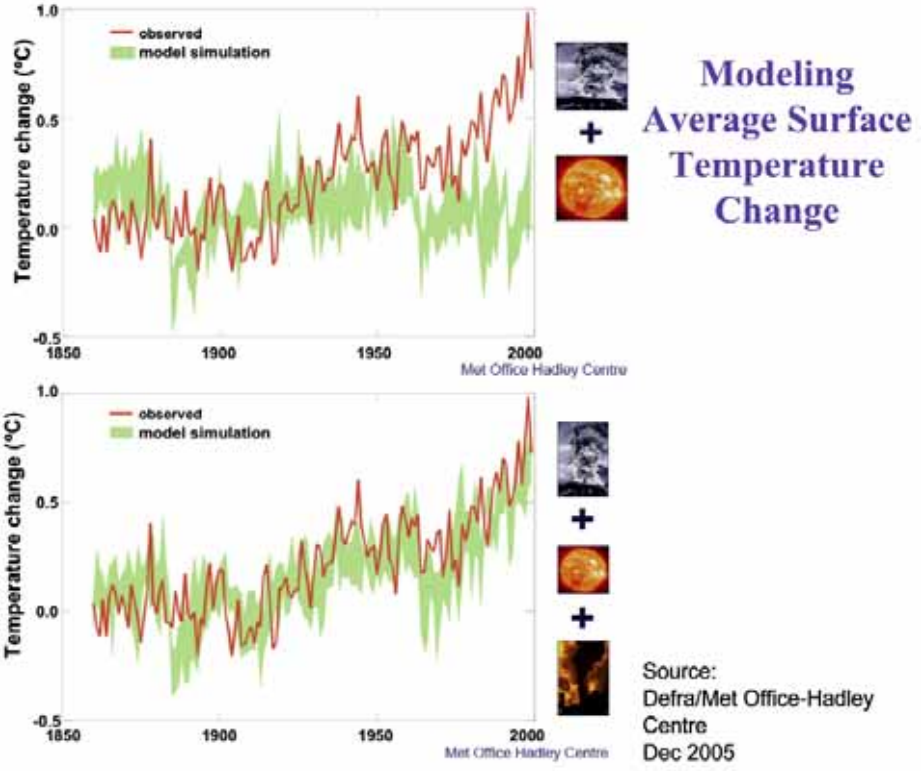 1.0
observed
model simulation
Temperature change (°C)
0.5
0.0
-0.5
1850
1900
1950
2000
Met Office Hadley Centre
+
Modeling
Average Surface
Temperature
Change
1.0
observed
model simulation
Temperature change (°C)
0.5
0.0
-0.5
1850
1900
1950
2000
Met Office Hadley Centre
+
+
Source:
Defra/Met Office-Hadley
Centre
Dec 2005